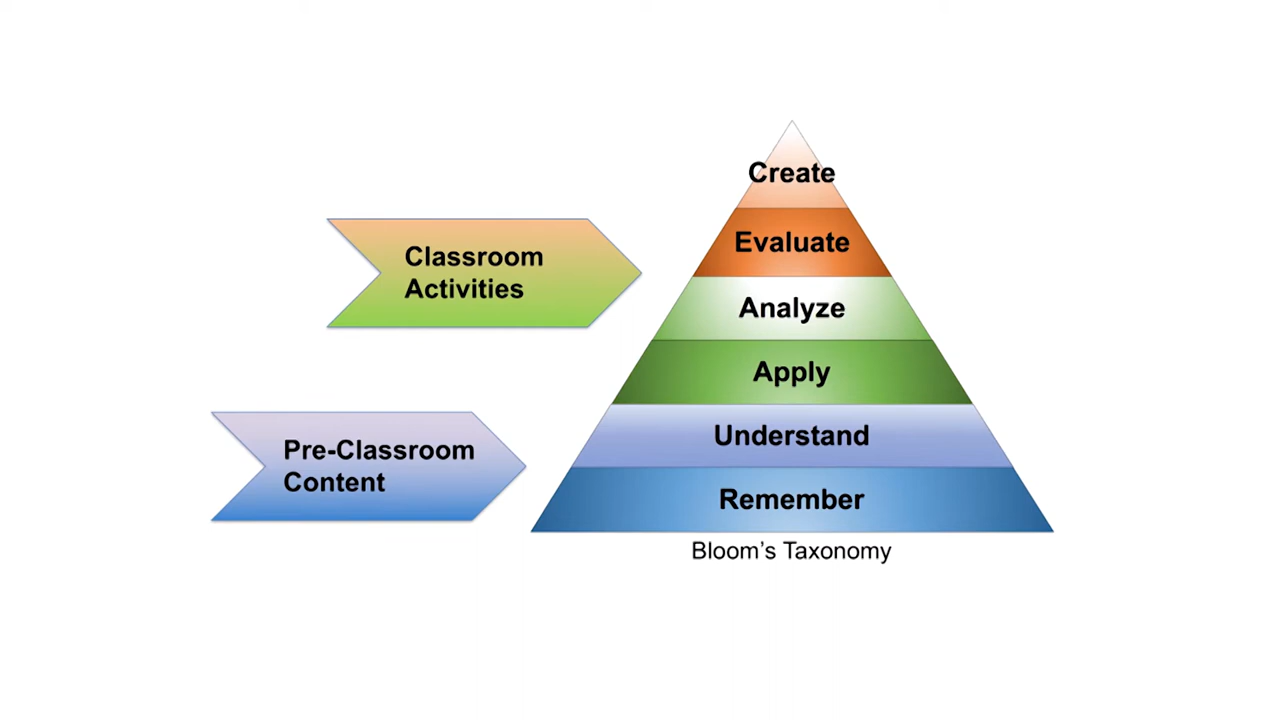 Create
Evaluate
Classroom
Activities
Analyze
Apply
Understand
Pre-Classroom
Content
Remember
Bloom’s Taxonomy